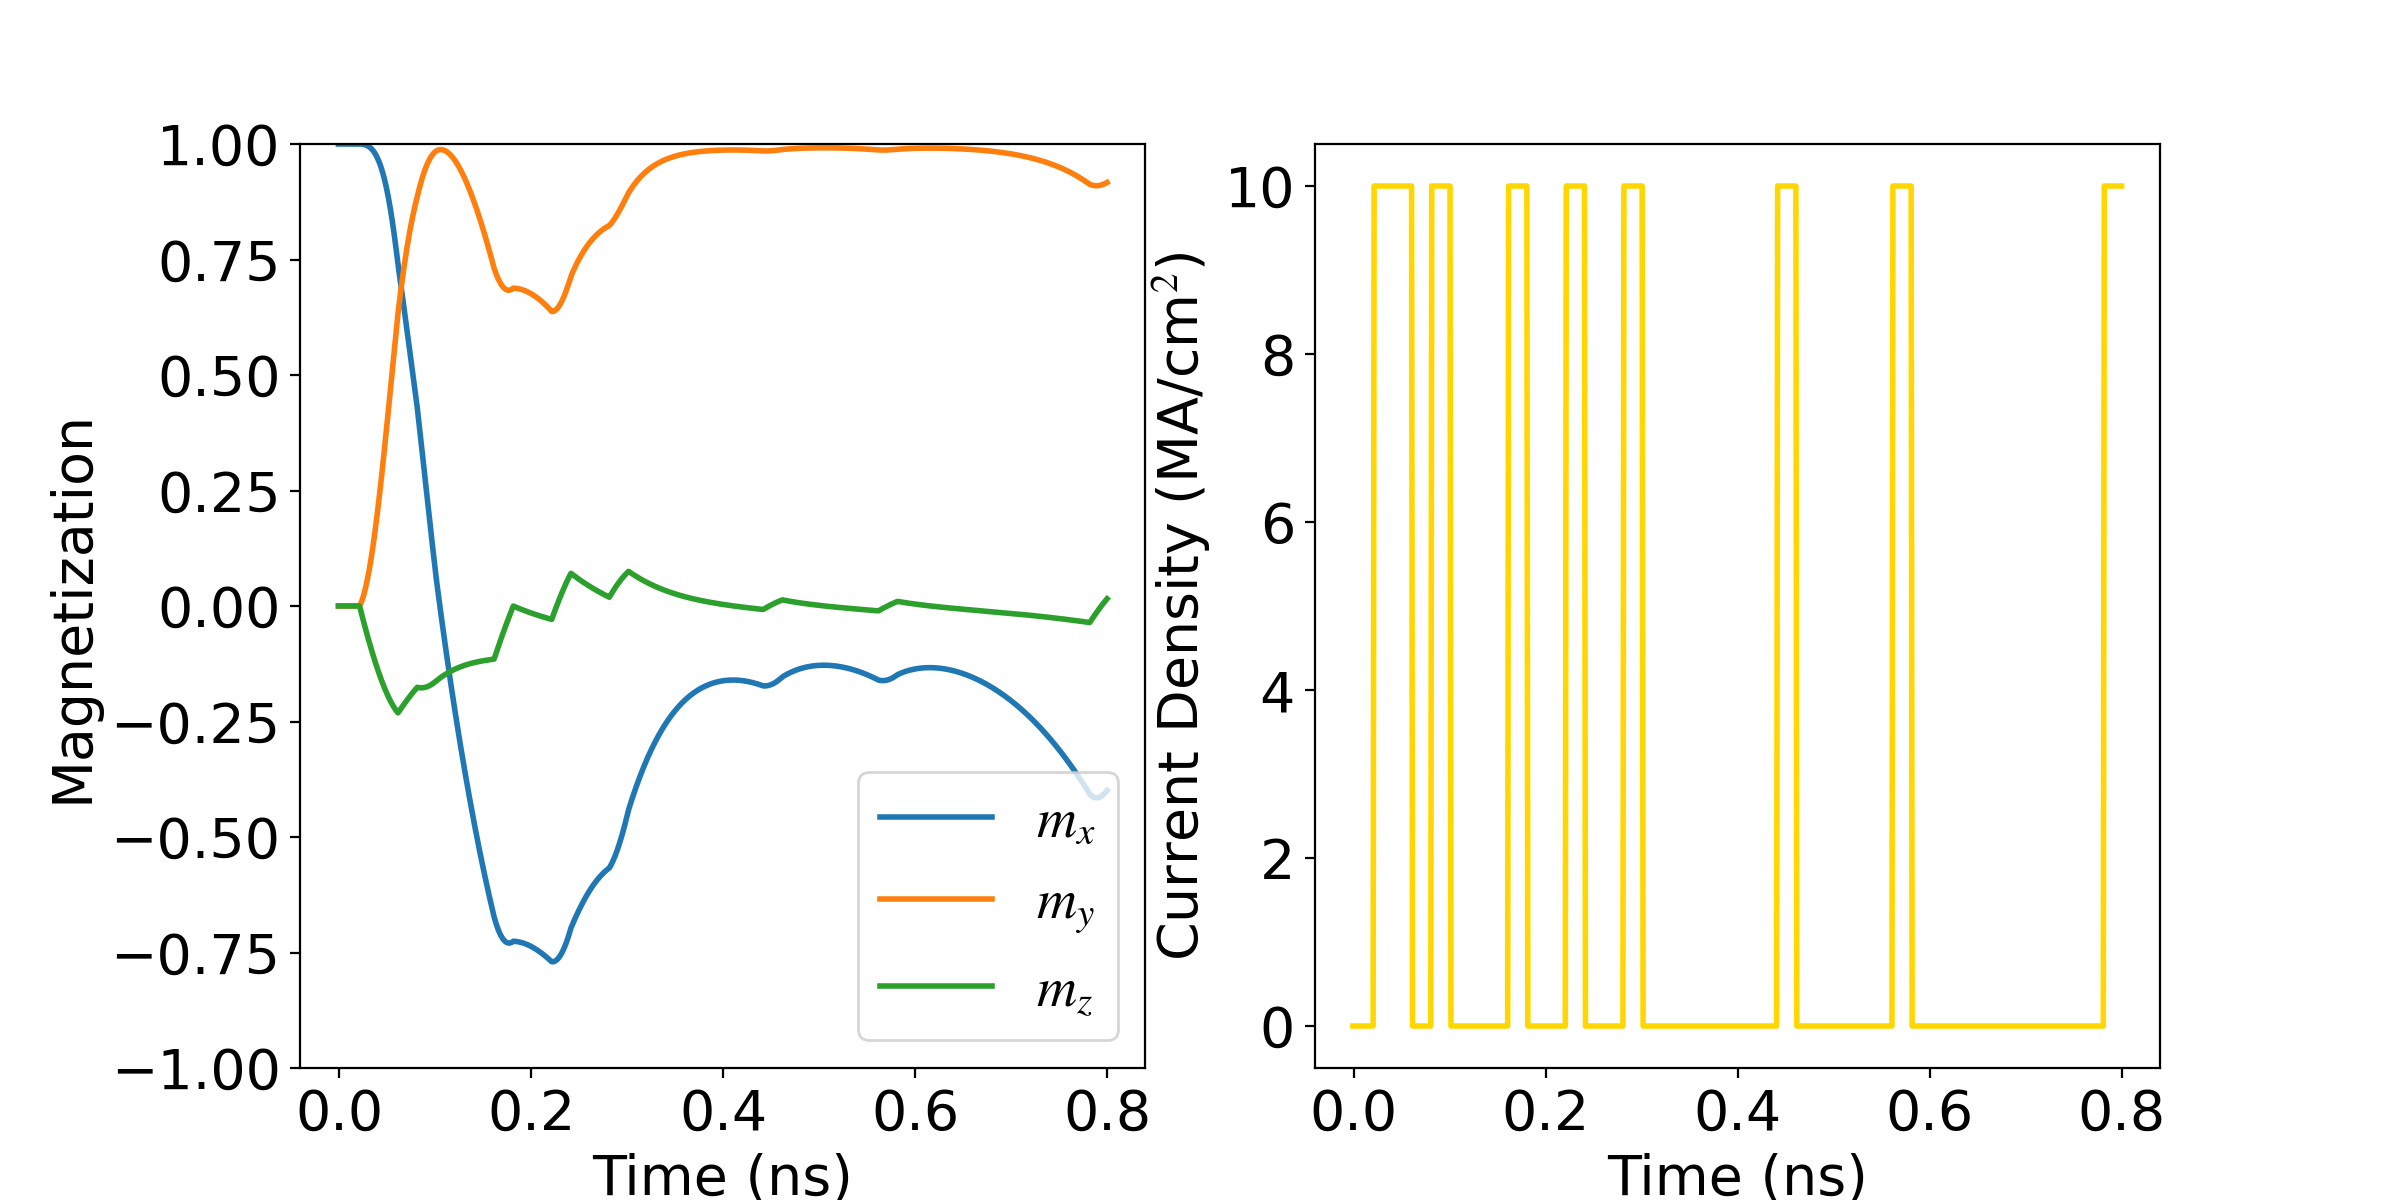 Magnetization
1.00
0.75
0.50
0.25
0.00
−0.25
−0.50
−0.75
−1.00
0.0 0.2 0.4 0.6 0.8
Time (ns)
m_x
m_y
m_z
Current Density (MA/cm²)
10
8
6
4
2
0
0.0 0.2 0.4 0.6 0.8
Time (ns)